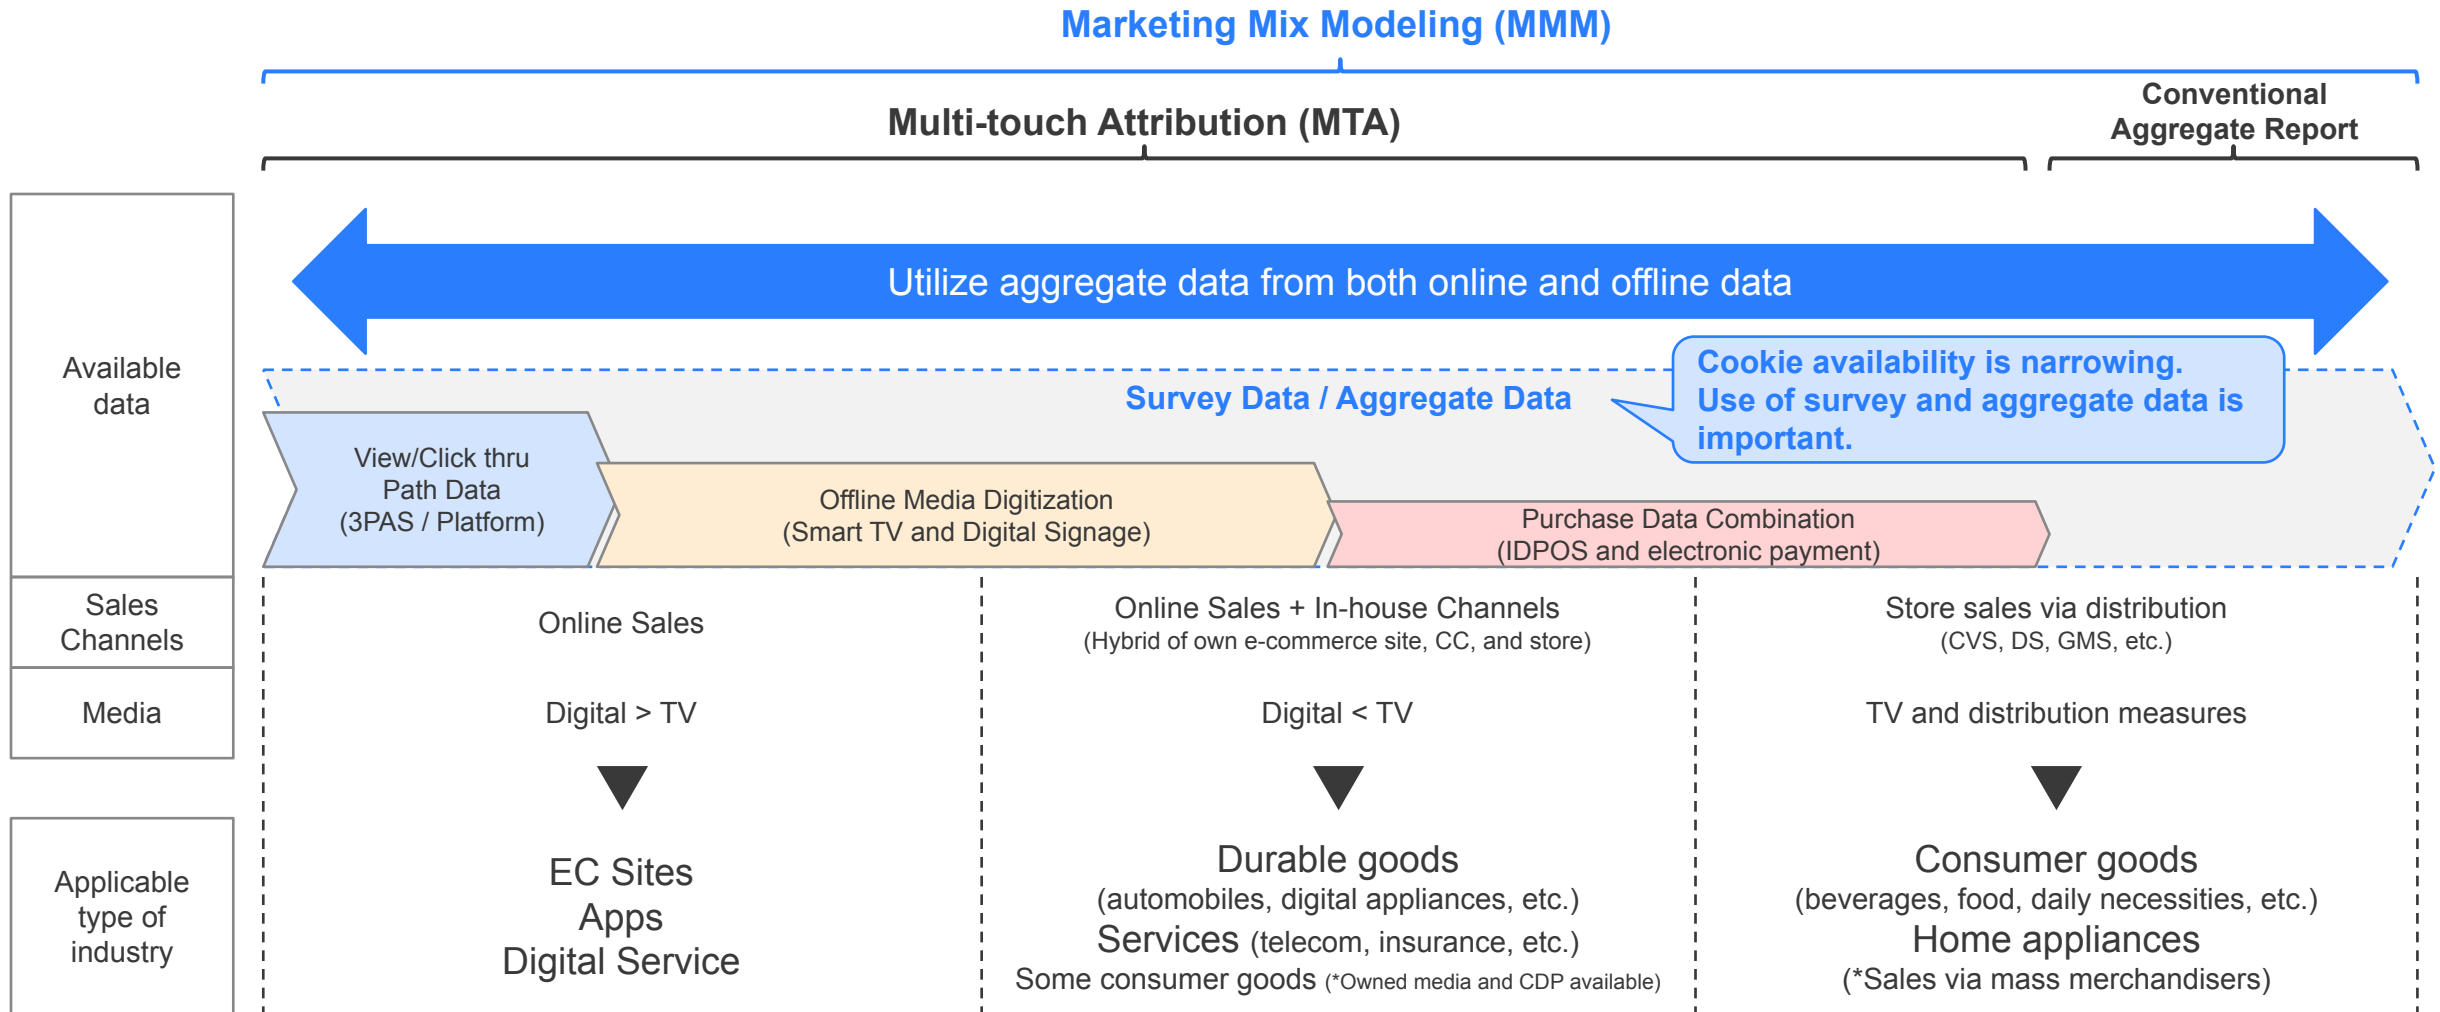 Marketing Mix Modeling (MMM)
Multi-touch Attribution (MTA)
Conventional
Aggregate Report
Utilize aggregate data from both online and offline data
Available
data
Survey Data / Aggregate Data
Cookie availability is narrowing.
Use of survey and aggregate data is
important.
View/Click thru
Path Data
(3PAS / Platform)
Offline Media Digitization
(Smart TV and Digital Signage)
Purchase Data Combination
(IDPOS and electronic payment)
Sales
Channels
Online Sales
Online Sales + In-house Channels
(Hybrid of own e-commerce site, CC, and store)
Store sales via distribution
(CVS, DS, GMS, etc.)
Media
Digital > TV
Digital < TV
TV and distribution measures
Applicable
type of
industry
EC Sites
Apps
Digital Service
Durable goods
(automobiles, digital appliances, etc.)
Services (telecom, insurance, etc.)
Some consumer goods (*Owned media and CDP available)
Consumer goods
(beverages, food, daily necessities, etc.)
Home appliances
(*Sales via mass merchandisers)